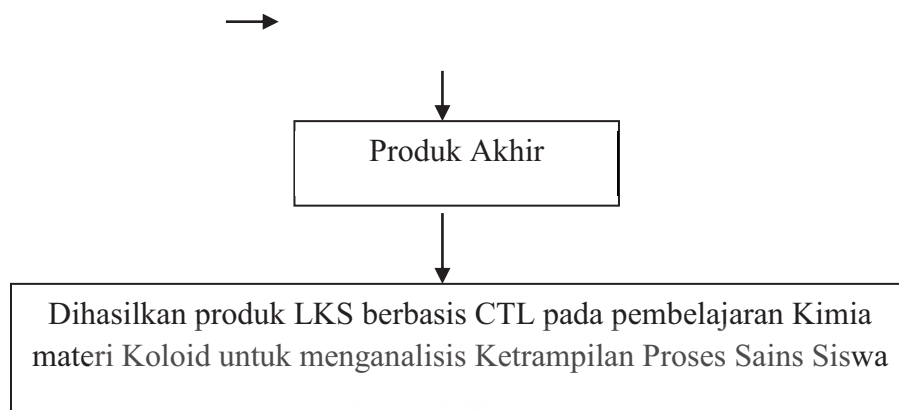 Produk Akhir
Dihasilkan produk LKS berbasis CTL pada pembelajaran Kimia
materi Koloid untuk menganalisis Ketrampilan Proses Sains Siswa